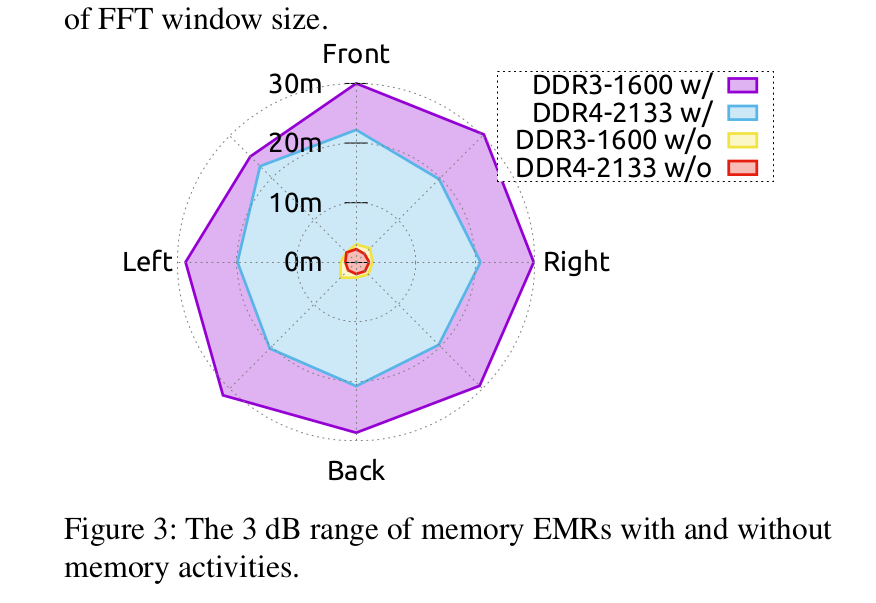 of FFT window size.
Front
30m
20m
10m
0m
Left
Right
Back
DDR3-1600 w/
DDR4-2133 w/
DDR3-1600 w/o
DDR4-2133 w/o
Figure 3: The 3 dB range of memory EMRs with and without
memory activities.